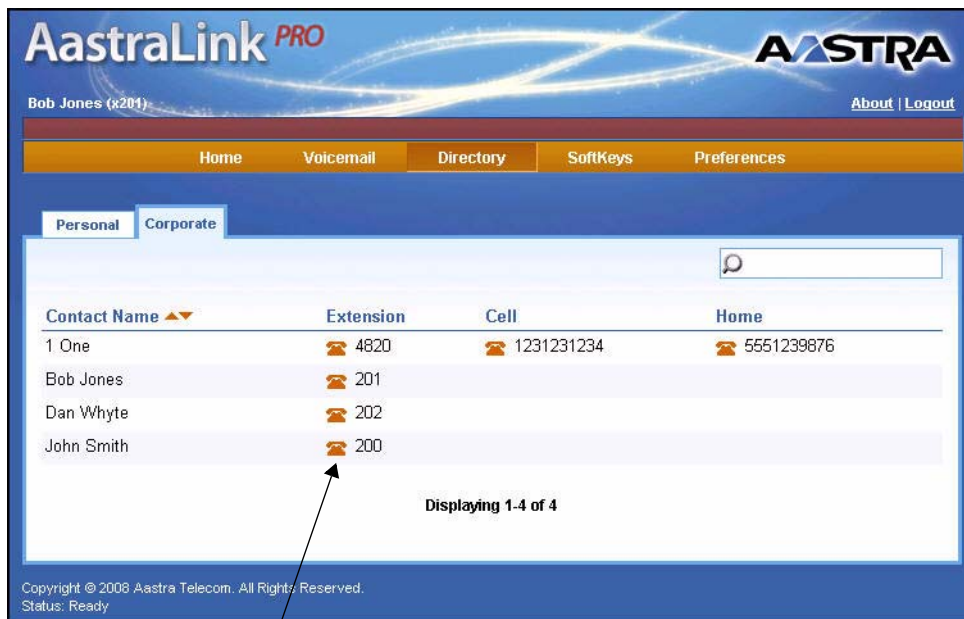 AastraLink PRO
AASTRA
Bob Jones (x201)
About | Logout
Home Voicemail Directory SoftKeys Preferences
Personal Corporate
Contact Name Extension Cell Home
1 One 4820 1231231234 5551239876
Bob Jones 201
Dan Whyte 202
John Smith 200
Displaying 1-4 of 4
Copyright © 2008 Aastra Telecom. All Rights Reserved.
Status: Ready